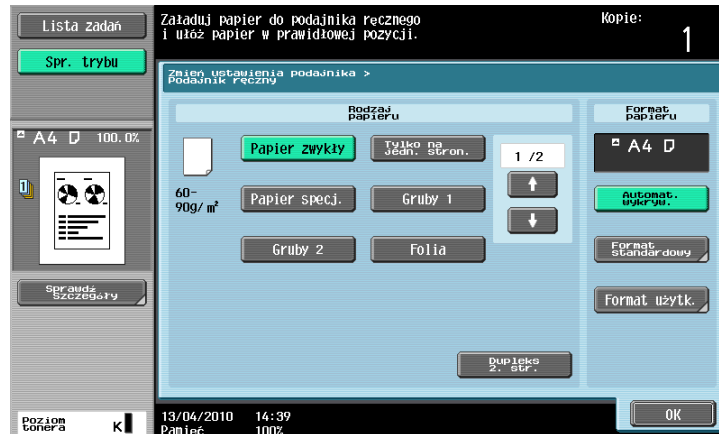 Lista zadań
Spr. trybu
A4 100.0%
1
Sprawdź
Szczegóły
Poziom
tonera K
Załaduj papier do podajnika ręcznego
i ułóż papier w prawidłowej pozycji.
Kopie:
1
Zmień ustawienia podajnika >
Podajnik ręczny
Rodzaj
papieru
60-
90g/ m²
Papier zwykły
Tylko na
jedn. stron.
Papier specj.
Gruby 1
Gruby 2
Folia
1 /2
Dupleks
2. str.
Format
papieru
A4
Automat.
wykryw.
Format
standardowy
Format użytk.
13/04/2010 14:39
Pamięć 100%
OK